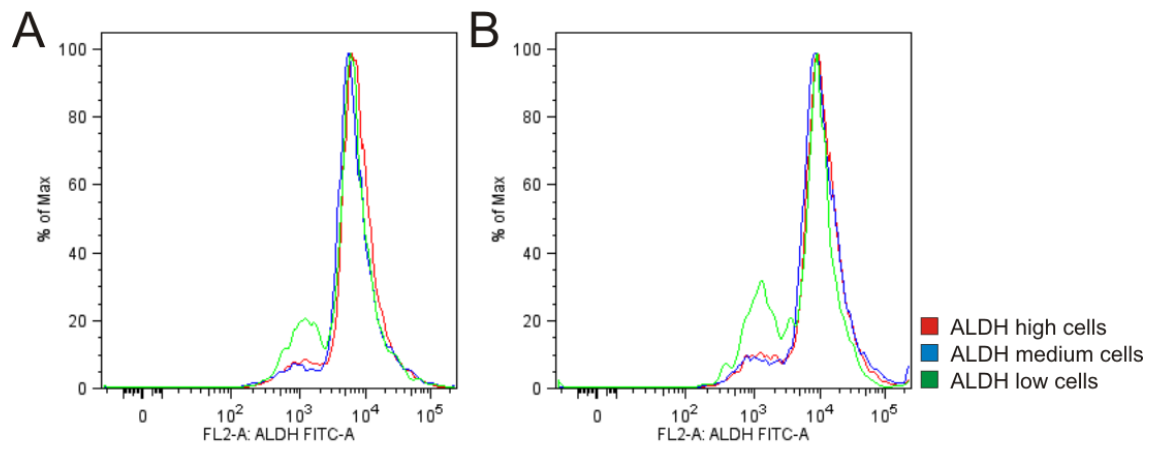 A
B
100
80
60
40
20
0
% of Max
0
10²
10³
10⁴
10⁵
FL2-A: ALDH FITC-A
100
80
60
40
20
0
% of Max
0
10²
10³
10⁴
10⁵
FL2-A: ALDH FITC-A
ALDH high cells
ALDH medium cells
ALDH low cells